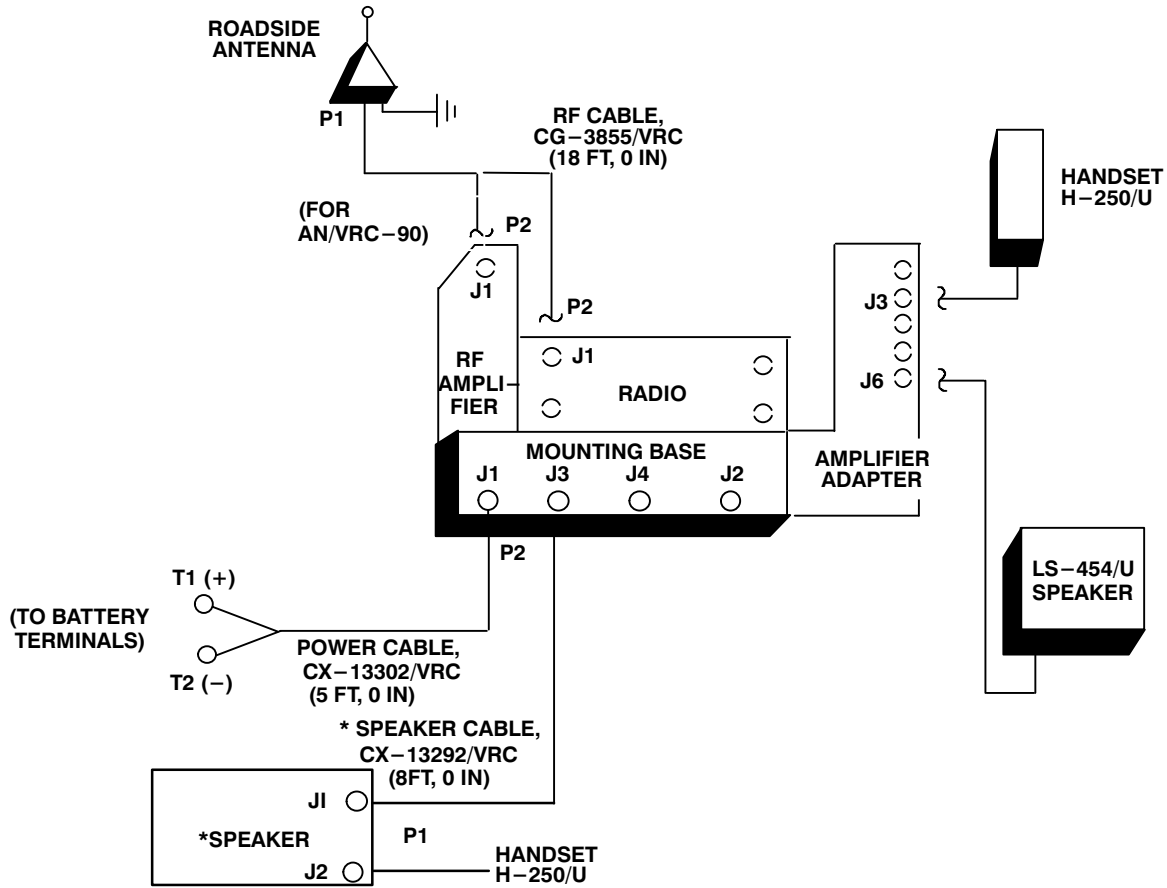 ROADSIDE
ANTENNA
P1
RF CABLE,
CG-3855/VRC
(18 FT, 0 IN)
HANDSET
H-250/U
(FOR
AN/VRC-90)
P2
J1
P2
J3
J1
RF
AMPLI-
FIER
RADIO
J6
MOUNTING BASE
J1
J3
J4
J2
AMPLIFIER
ADAPTER
P2
LS-454/U
SPEAKER
T1 (+)
(TO BATTERY
TERMINALS)
T2 (-)
POWER CABLE,
CX-13302/VRC
(5 FT, 0 IN)
* SPEAKER CABLE,
CX-13292/VRC
(8FT, 0 IN)
JI
*SPEAKER
P1
J2
HANDSET
H-250/U